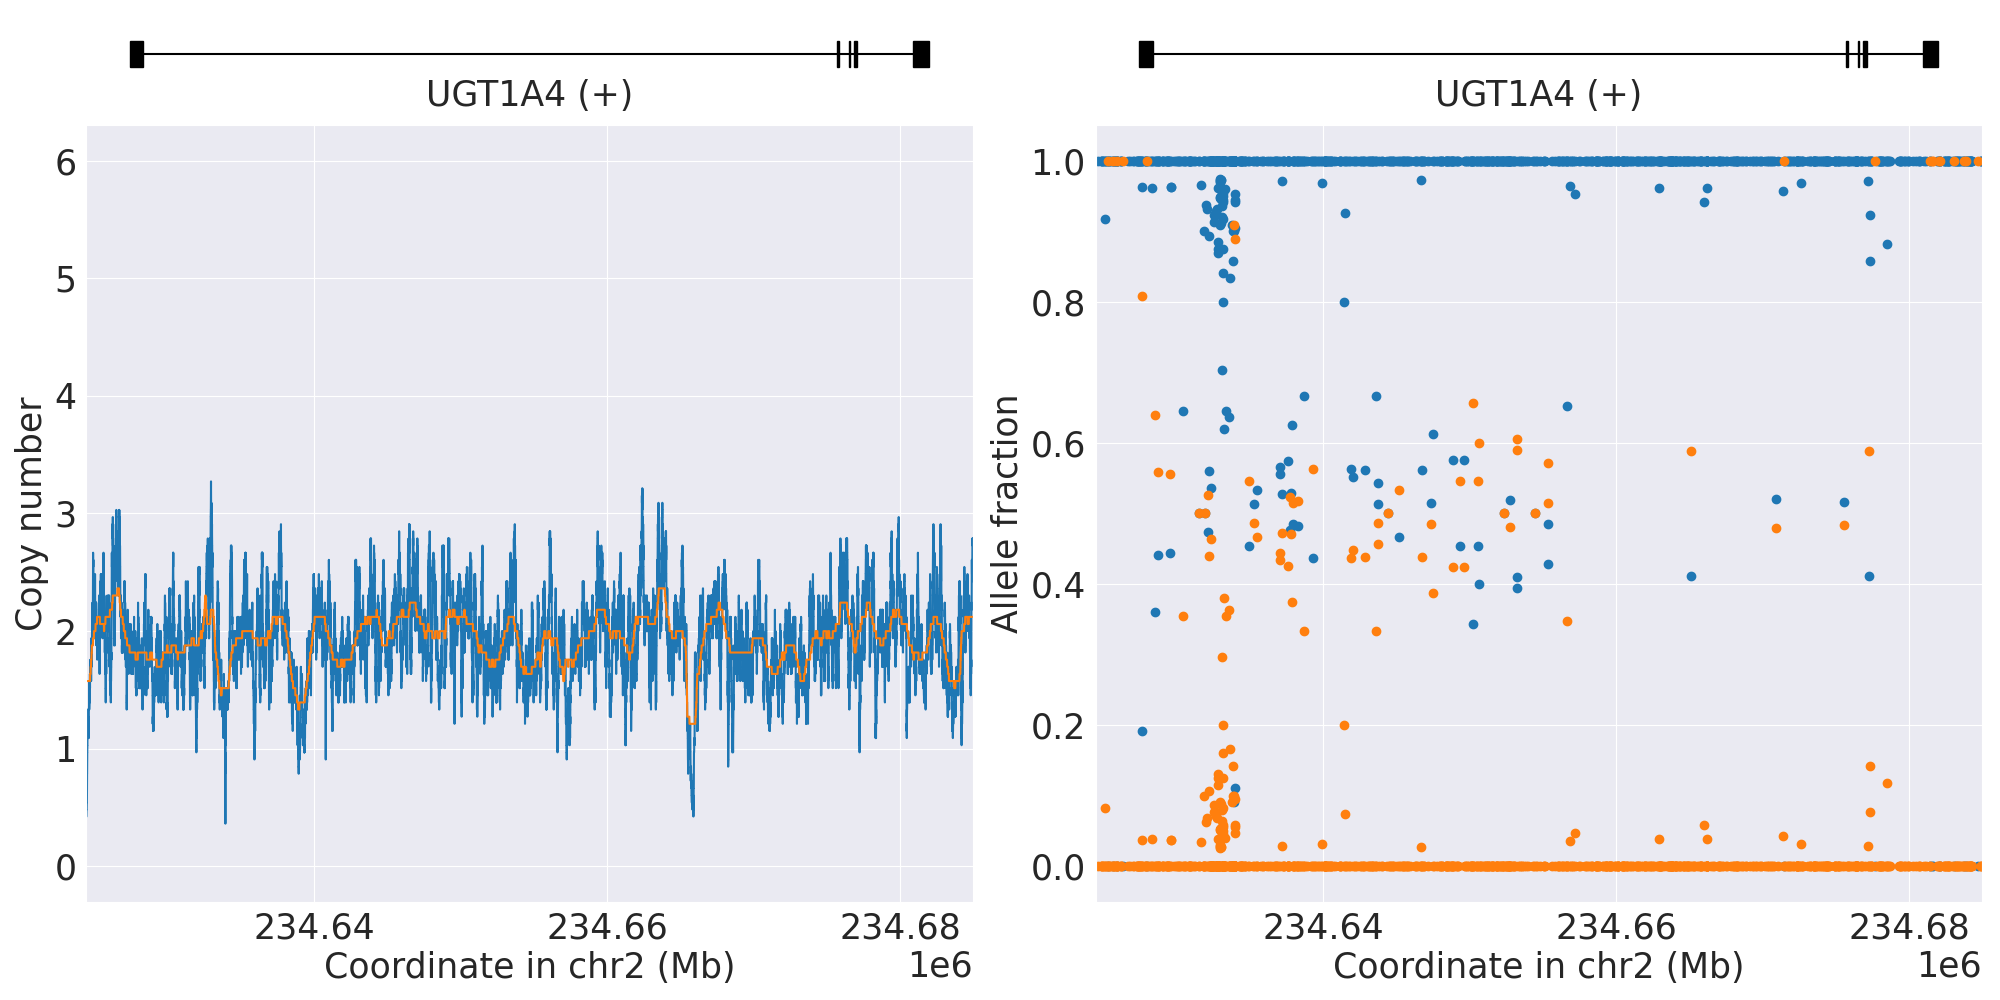 UGT1A4 (+)
6
5
4
3
2
1
0
Copy number
234.64
234.66
234.68
Coordinate in chr2 (Mb)
1e6
UGT1A4 (+)
1.0
0.8
0.6
0.4
0.2
0.0
Allele fraction
234.64
234.66
234.68
Coordinate in chr2 (Mb)
1e6